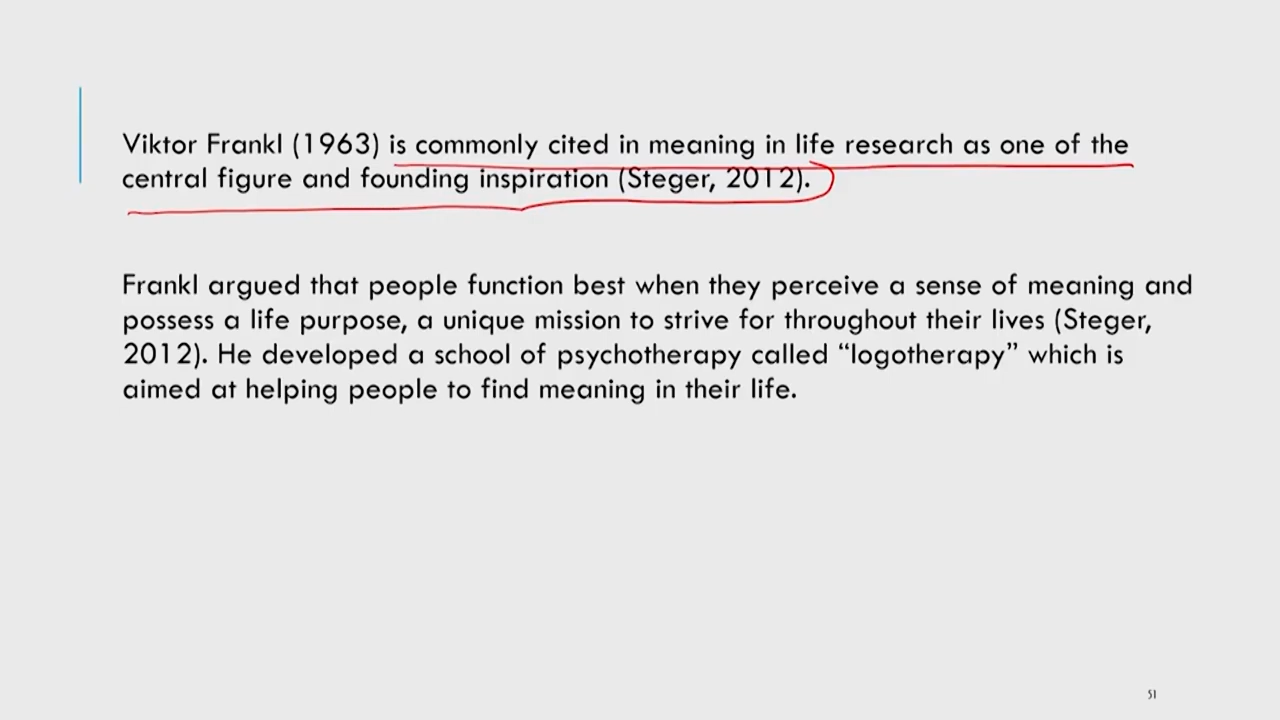 Viktor Frankl (1963) is commonly cited in meaning in life research as one of the
central figure and founding inspiration (Steger, 2012).
Frankl argued that people function best when they perceive a sense of meaning and
possess a life purpose, a unique mission to strive for throughout their lives (Steger,
2012). He developed a school of psychotherapy called “logotherapy” which is
aimed at helping people to find meaning in their life.
51